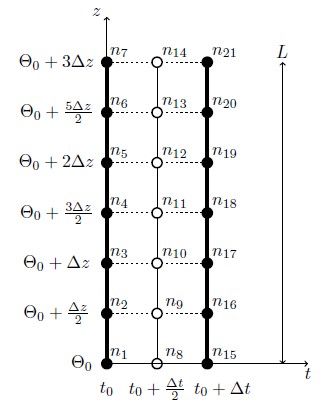 z
n₇ n₁₄ n₂₁ L
Θ₀ + 3Δz
n₆ n₁₃ n₂₀
Θ₀ + 5Δz/2
n₅ n₁₂ n₁₉
Θ₀ + 2Δz
n₄ n₁₁ n₁₈
Θ₀ + 3Δz/2
n₃ n₁₀ n₁₇
Θ₀ + Δz
n₂ n₉ n₁₆
Θ₀ + Δz/2
n₁ n₈ n₁₅
Θ₀
t
t₀ t₀ + Δt/2 t₀ + Δt